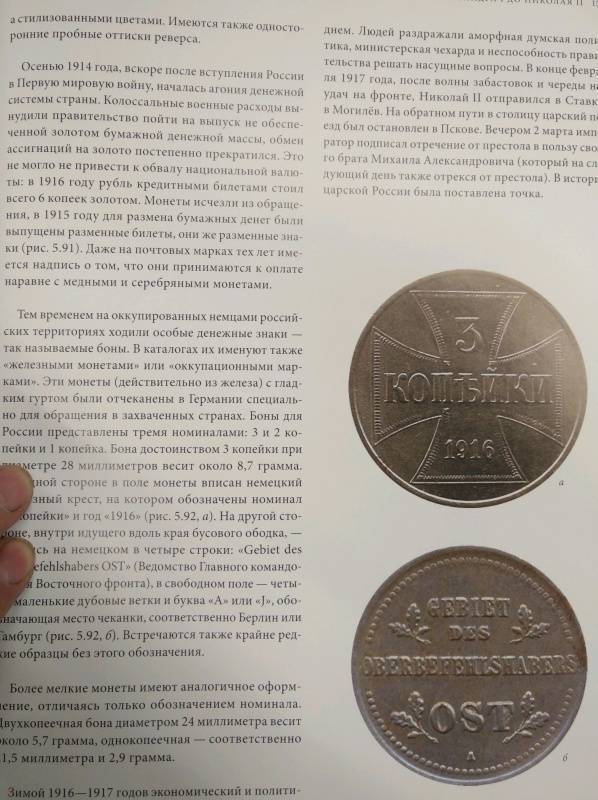 а стилизованными цветами. Имеются также односто-
ронние пробные оттиски реверса.
Осенью 1914 года, вскоре после вступления России
в Первую мировую войну, началась агония денежной
системы страны. Колоссальные военные расходы вы-
нудили правительство пойти на выпуск не обеспе-
ченной золотом бумажной денежной массы, обмен
ассигнаций на золото постепенно прекратился. Это
не могло не привести к обвалу национальной валю-
ты: в 1916 году рубль кредитными билетами стоил
всего 6 копеек золотом. Монеты исчезли из обраще-
ния, в 1915 году для размена бумажных денег были
выпущены разменные билеты, они же разменные зна-
ки (рис. 5.91). Даже на почтовых марках тех лет име-
ется надпись о том, что они принимаются к оплате
наравне с медными и серебряными монетами.
Тем временем на оккупированных немцами россий-
ских территориях ходили особые денежные знаки —
так называемые боны. В каталогах их именуют также
«железными монетами» или «оккупационными мар-
ками». Эти монеты (действительно из железа) с глад-
ким гуртом были отчеканены в Германии специаль-
но для обращения в захваченных странах. Боны для
России представлены тремя номиналами: 3 и 2 ко-
пейки и 1 копейка. Бона достоинством 3 копейки при
диаметре 28 миллиметров весит около 8,7 грамма.
одной стороне в поле монеты вписан немецкий
крест, на котором обозначены номинал
копейки» и год «1916» (рис. 5.92, а). На другой сто-
роне, внутри идущего вдоль края бусового ободка, —
на немецком в четыре строки: «Gebiet des
OST» (Ведомство Главного командо-
Восточного фронта), в свободном поле — четы-
маленькие дубовые ветки и буква «A» или «J», обо-
значающая место чеканки, соответственно Берлин или
Гамбург (рис. 5.92, б). Встречаются также крайне ред-
кие образцы без этого обозначения.
Более мелкие монеты имеют аналогичное оформ-
ление, отличаясь только обозначением номинала.
Двухкопеечная бона диаметром 24 миллиметра весит
около 5,7 грамма, однокопеечная — соответственно
21,5 миллиметра и 2,9 грамма.
Зимой 1916—1917 годов экономический и полити-
ДО НИКОЛАЯ II
днем. Людей раздражали аморфная думская поли
тика, министерская чехарда и неспособность прави
тельства решать насущные вопросы. В конце февра
ля 1917 года, после волны забастовок и череды не
удач на фронте, Николай II отправился в Ставк
в Могилёв. На обратном пути в столицу царский по
езд был остановлен в Пскове. Вечером 2 марта импе
ратор подписал отречение от престола в пользу свое
го брата Михаила Александровича (который на сле
дующий день также отрекся от престола). В истори
царской России была поставлена точка.
3
КОПѢЙКИ
1916
а
GEBIET
DES
OBERBEFEHLSHABERS
OST
A
б